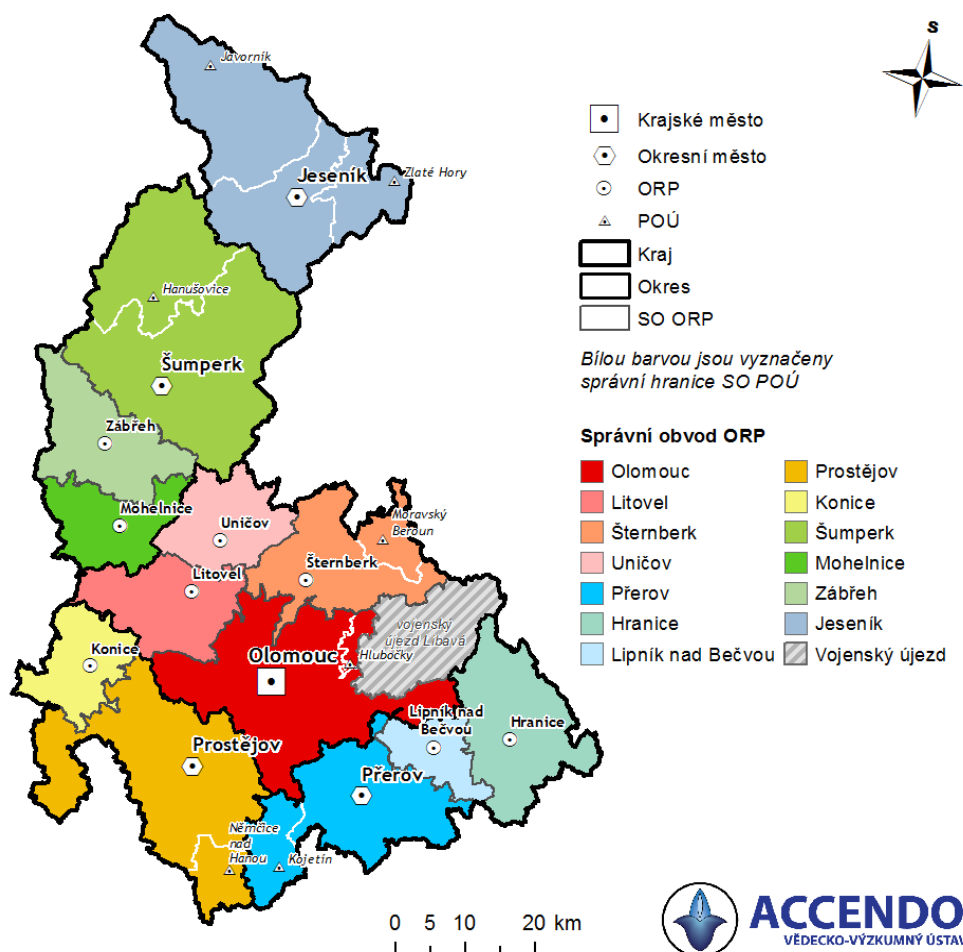 S
Javorník
Jeseník
Zlaté Hory
Hanušovice
Šumperk
Zábřeh
Mohelnice
Uničov
Moravský
Beroun
Litovel
Šternberk
vojenský
újezd Libavá
Konice
Olomouc
Hlubočky
Lipník nad
Bečvou
Hranice
Prostějov
Přerov
Němčice
nad
Hanou
Kojetín
Krajské město
Okresní město
ORP
POÚ
Kraj
Okres
SO ORP
Bílou barvou jsou vyznačeny
správní hranice SO POÚ
Správní obvod ORP
Olomouc
Litovel
Šternberk
Uničov
Přerov
Hranice
Lipník nad Bečvou
Prostějov
Konice
Šumperk
Mohelnice
Zábřeh
Jeseník
Vojenský újezd
0 5 10 20 km
ACCENDO
VĚDECKO-VÝZKUMNÝ ÚSTAV